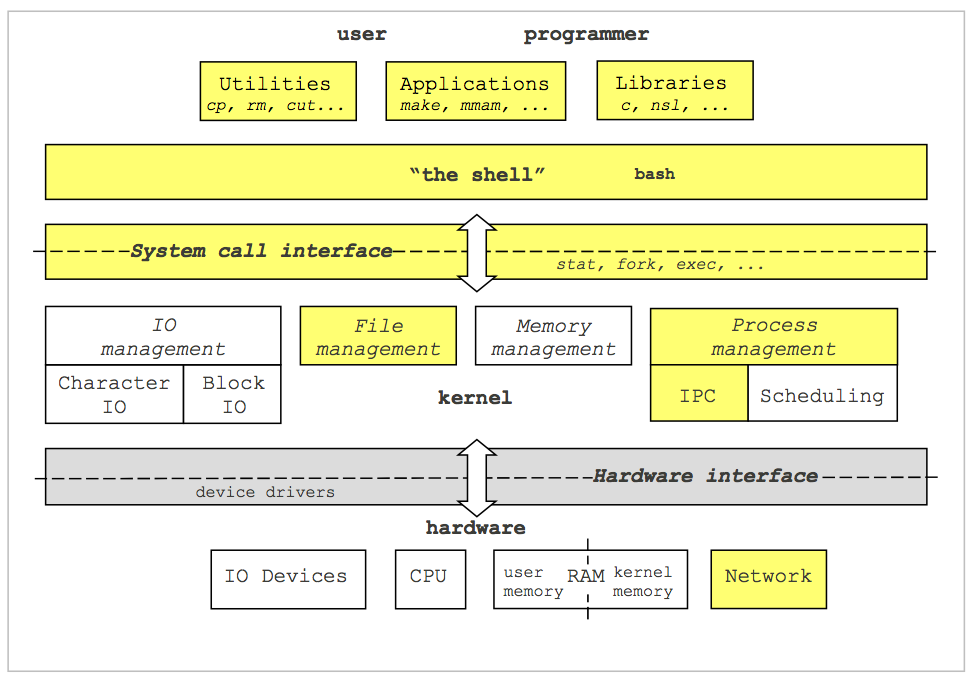 user programmer
Utilities
cp, rm, cut...
Applications
make, mmam, ...
Libraries
c, nsl, ...
“the shell” bash
System call interface
stat, fork, exec, ...
IO
management
Character
IO
Block
IO
File
management
Memory
management
Process
management
IPC
Scheduling
kernel
Hardware interface
device drivers
hardware
IO Devices
CPU
user
memory
RAM
kernel
memory
Network